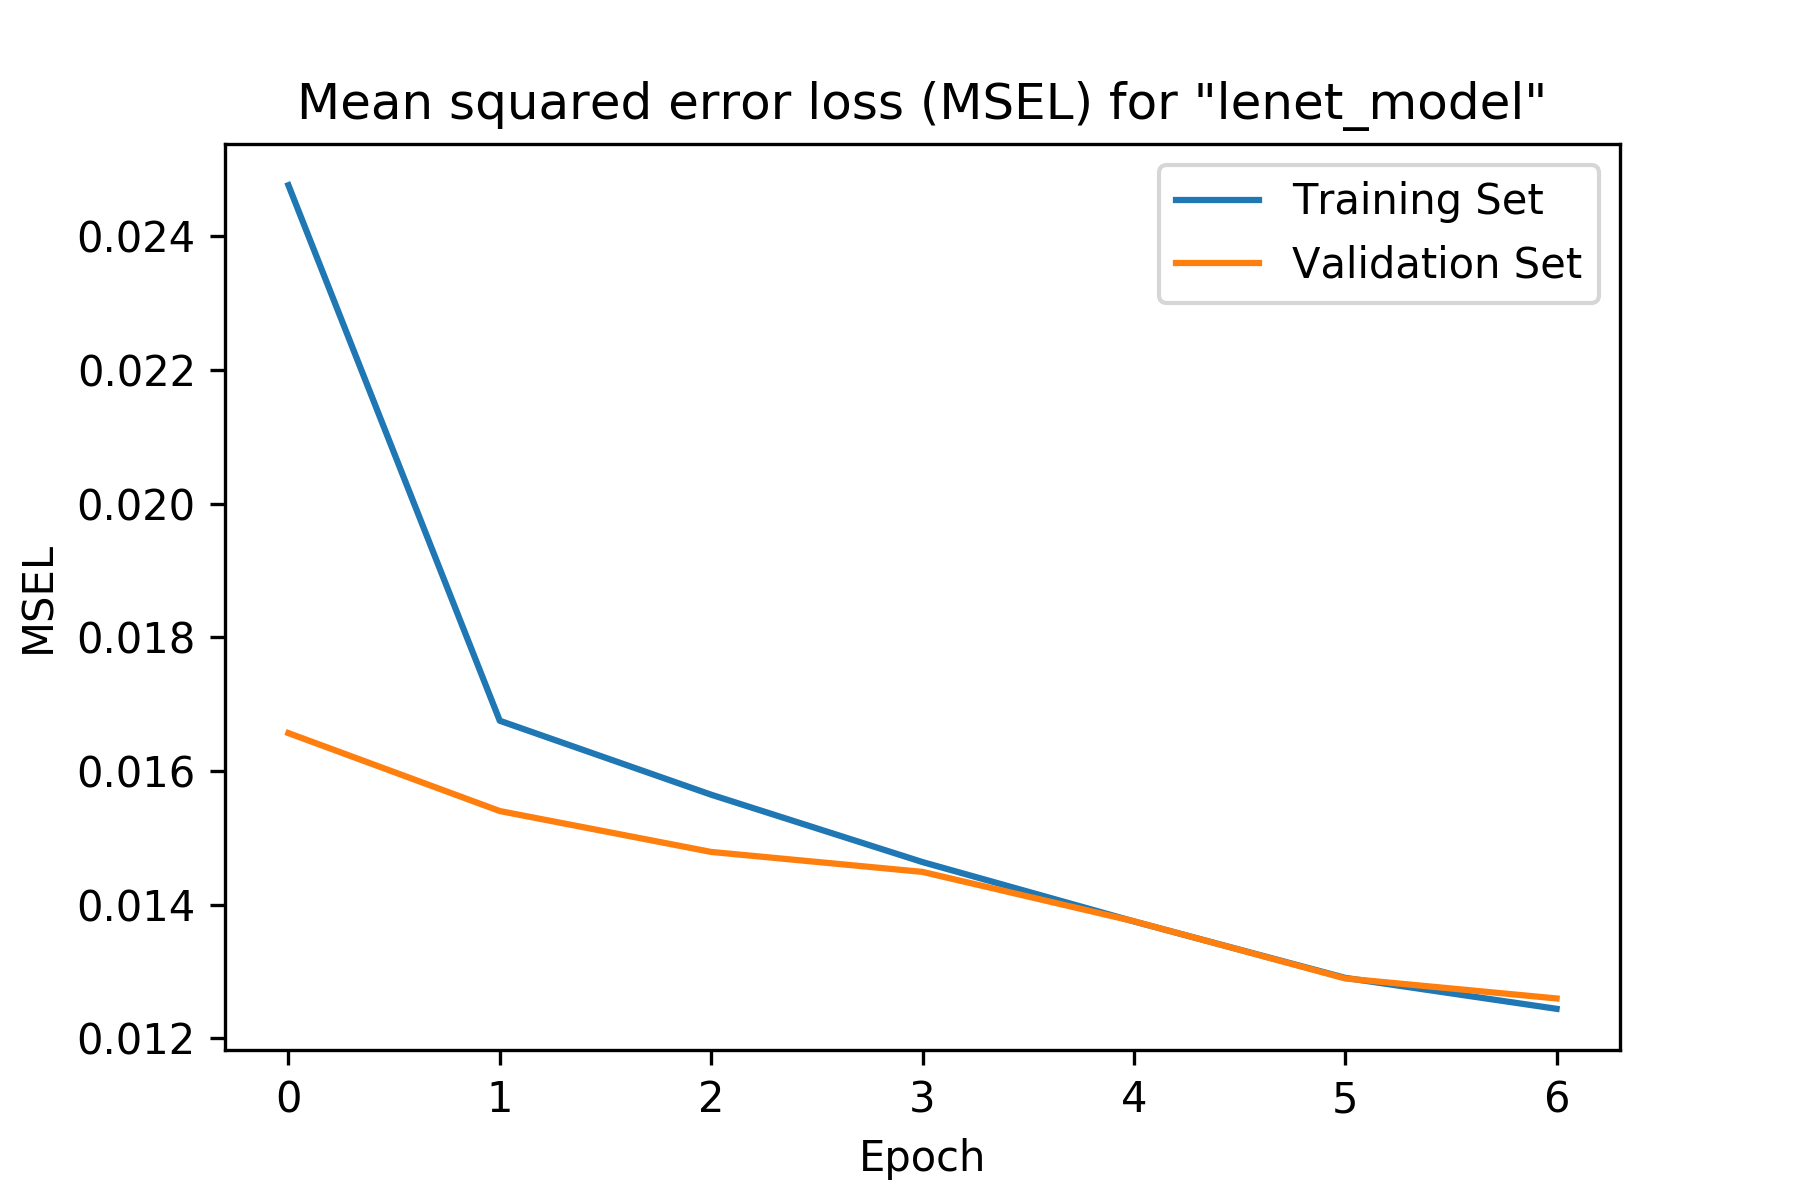 Mean squared error loss (MSEL) for "lenet_model"
Training Set
Validation Set
0.024
0.022
0.020
0.018
0.016
0.014
0.012
MSEL
0 1 2 3 4 5 6
Epoch